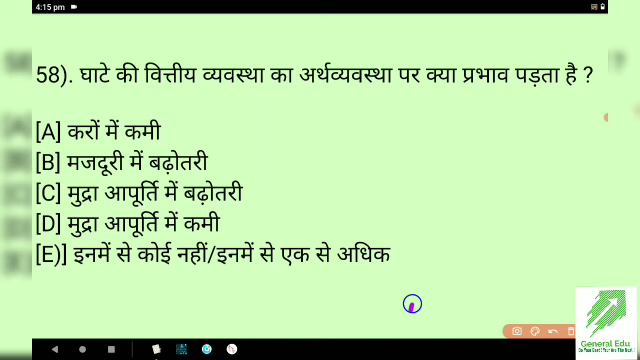 4:15 pm
58). घाटे की वित्तीय व्यवस्था का अर्थव्यवस्था पर क्या प्रभाव पड़ता है ?
[A] करों में कमी
[B] मजदूरी में बढ़ोतरी
[C] मुद्रा आपूर्ति में बढ़ोतरी
[D] मुद्रा आपूर्ति में कमी
[E)] इनमें से कोई नहीं/इनमें से एक से अधिक
General Edu